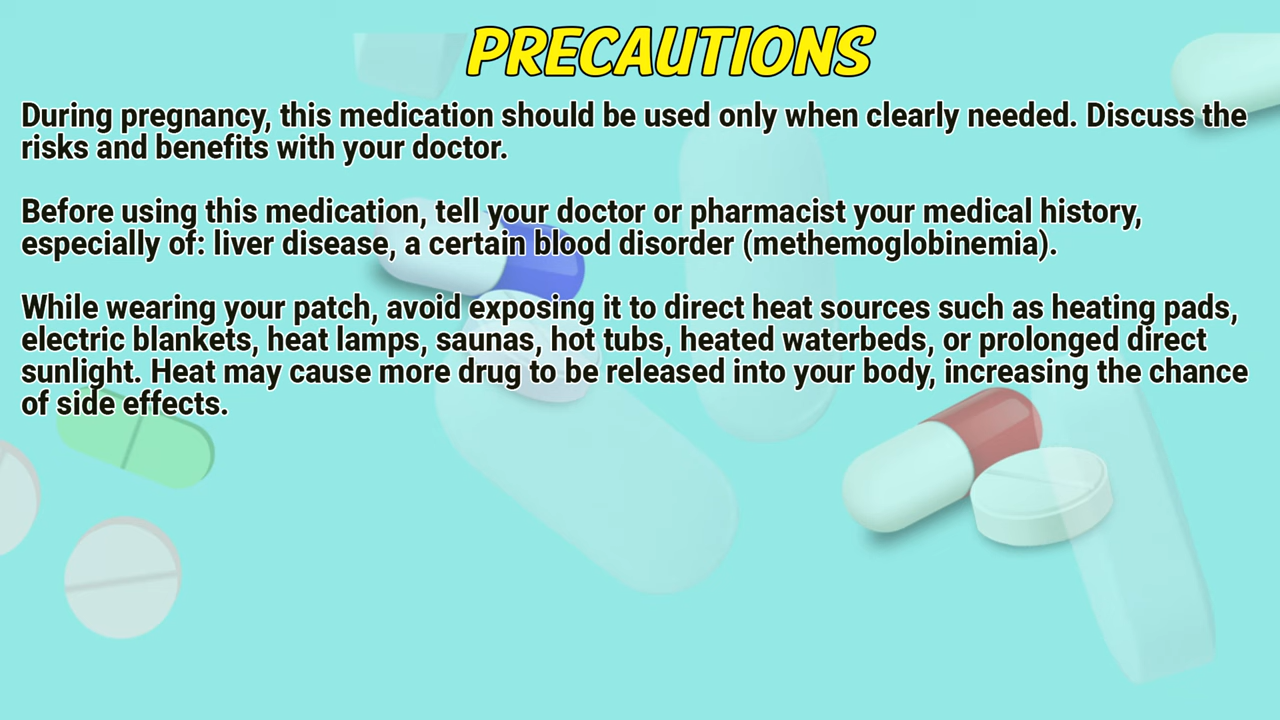 PRECAUTIONS
During pregnancy, this medication should be used only when clearly needed. Discuss the
risks and benefits with your doctor.
Before using this medication, tell your doctor or pharmacist your medical history,
especially of: liver disease, a certain blood disorder (methemoglobinemia).
While wearing your patch, avoid exposing it to direct heat sources such as heating pads,
electric blankets, heat lamps, saunas, hot tubs, heated waterbeds, or prolonged direct
sunlight. Heat may cause more drug to be released into your body, increasing the chance
of side effects.